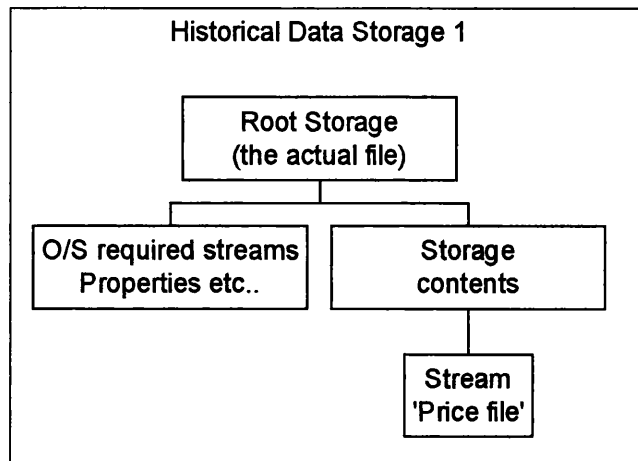 Historical Data Storage 1
Root Storage
(the actual file)
O/S required streams
Properties etc..
Storage
contents
Stream
'Price file'